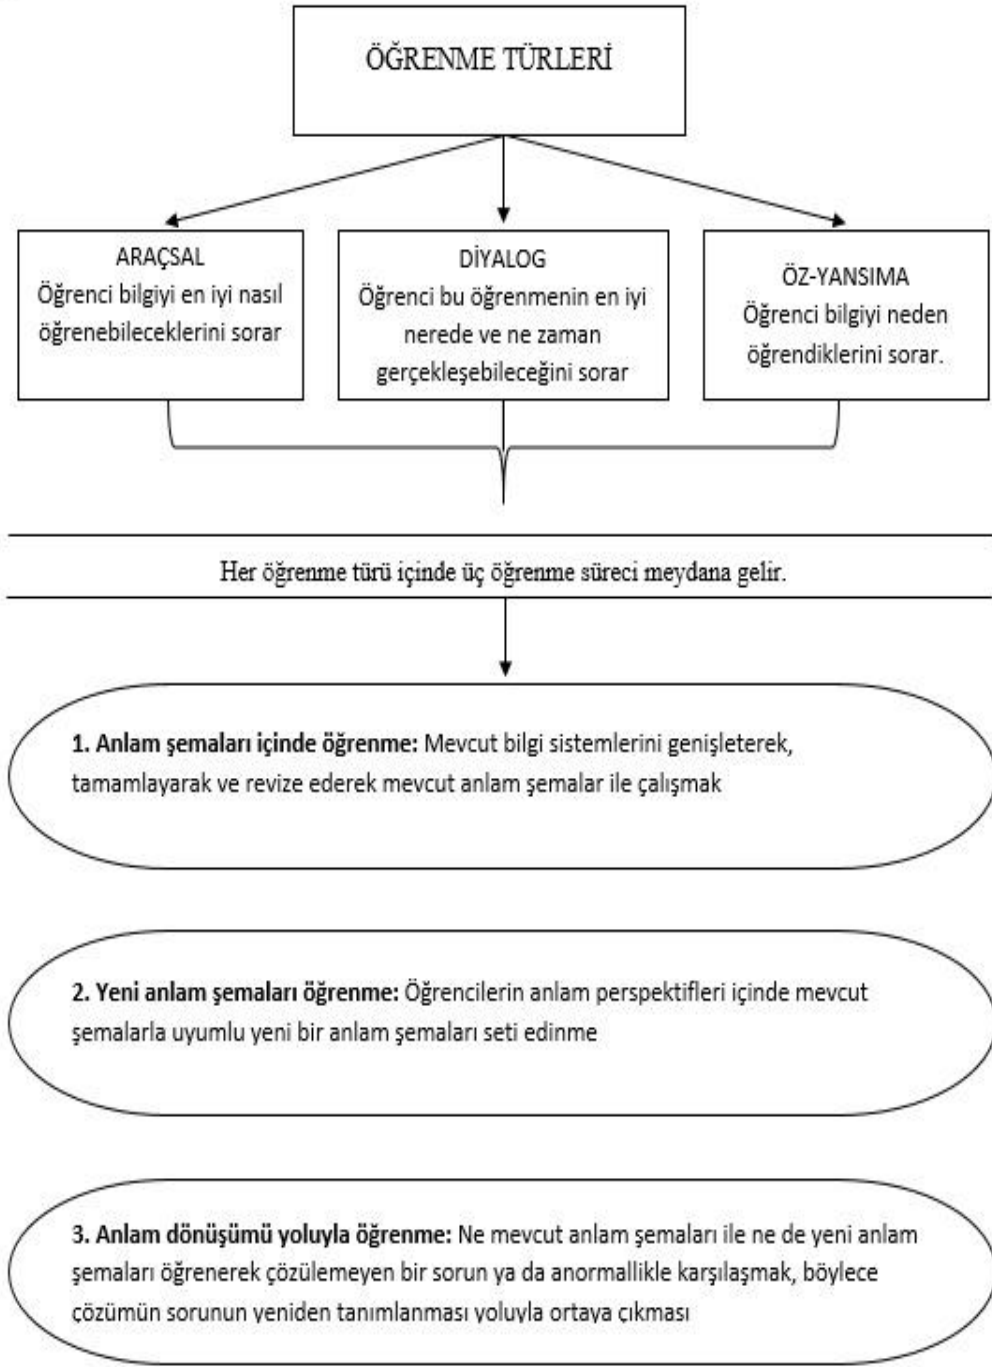 ÖĞRENME TÜRLERİ
ARAÇSAL
Öğrenci bilgiyi en iyi nasıl
öğrenebileceklerini sorar
DİYALOG
Öğrenci bu öğrenmenin en iyi
nerede ve ne zaman
gerçekleşebileceğini sorar
ÖZ-YANSIMA
Öğrenci bilgiyi neden
öğrendiklerini sorar.
Her öğrenme türü içinde üç öğrenme süreci meydana gelir.
1. Anlam şemaları içinde öğrenme: Mevcut bilgi sistemlerini genişleterek,
tamamlayarak ve revize ederek mevcut anlam şemalar ile çalışmak
2. Yeni anlam şemaları öğrenme: Öğrencilerin anlam perspektifleri içinde mevcut
şemalarla uyumlu yeni bir anlam şemaları seti edinme
3. Anlam dönüşümü yoluyla öğrenme: Ne mevcut anlam şemaları ile ne de yeni anlam
şemaları öğrenerek çözülemeyen bir sorun ya da anormallikle karşılaşmak, böylece
çözümün sorunun yeniden tanımlanması yoluyla ortaya çıkması